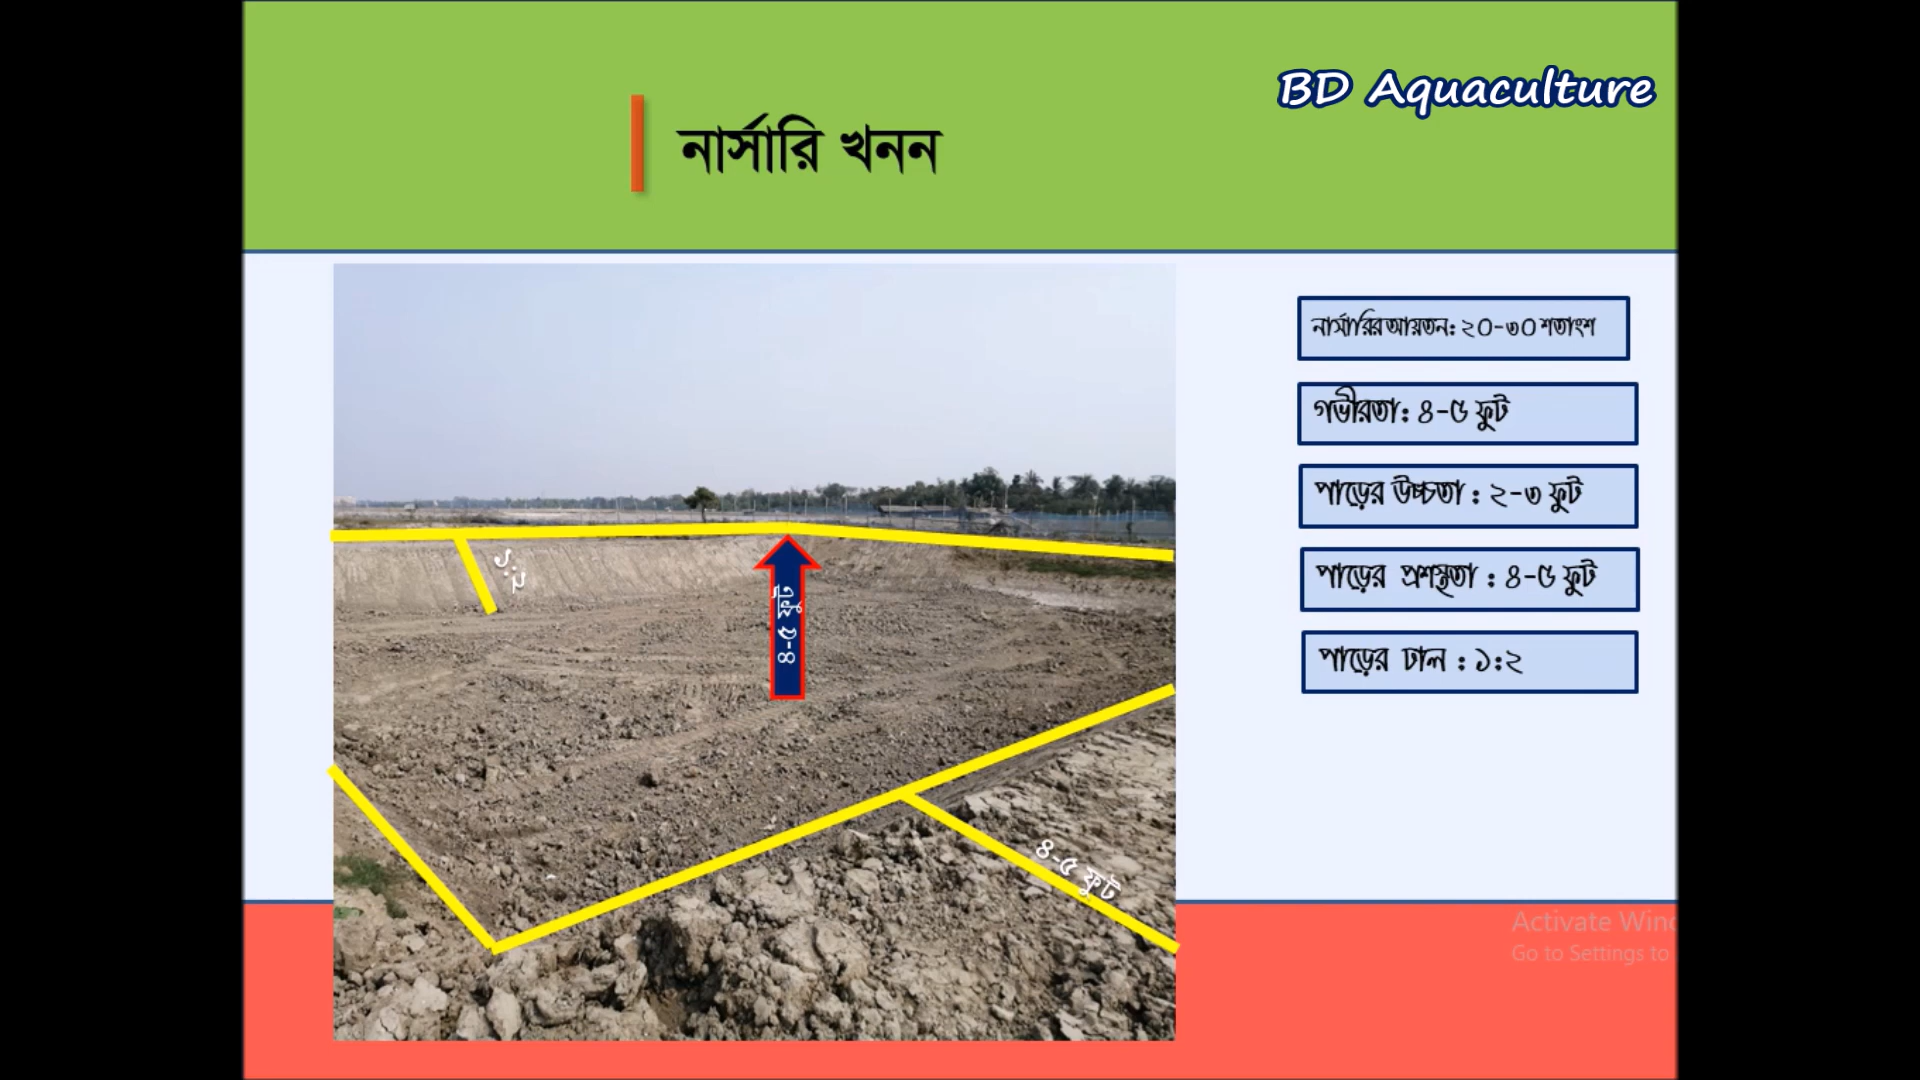 BD Aquaculture
নার্সারি খনন
নার্সারির আয়তন: ২০-৩০ শতাংশ
গভীরতা: ৪-৫ ফুট
পাড়ের উচ্চতা : ২-৩ ফুট
পাড়ের প্রশস্থতা : ৪-৫ ফুট
পাড়ের ঢাল : ১:২
১:২
৪-৫ ফুট
৪-৫ ফুট
Activate Wind
Go to Settings to